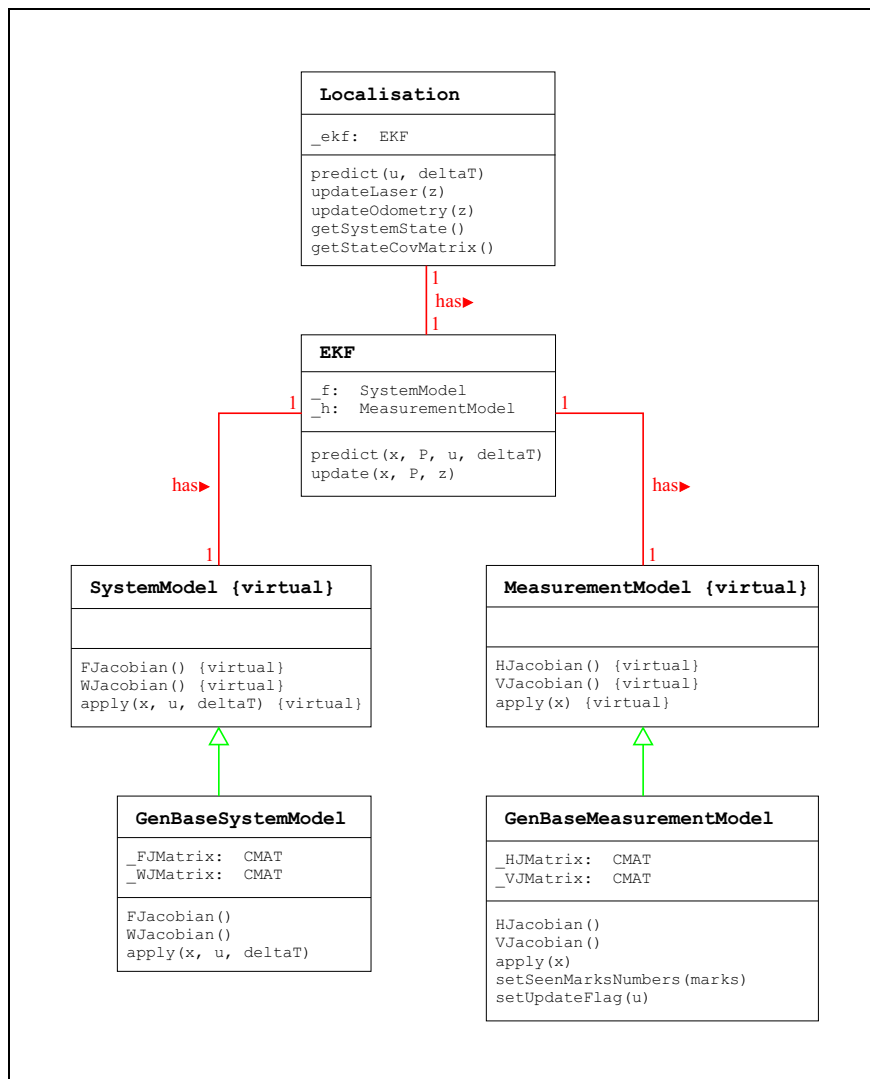 Localisation
_ekf: EKF
predict(u, deltaT)
updateLaser(z)
updateOdometry(z)
getSystemState()
getStateCovMatrix()
1
has▶
1
EKF
_f: SystemModel
_h: MeasurementModel
predict(x, P, u, deltaT)
update(x, P, z)
1
1
has▶
has▶
1
1
SystemModel {virtual}
FJacobian() {virtual}
WJacobian() {virtual}
apply(x, u, deltaT) {virtual}
MeasurementModel {virtual}
HJacobian() {virtual}
VJacobian() {virtual}
apply(x) {virtual}
GenBaseSystemModel
_FJMatrix: CMAT
_WJMatrix: CMAT
FJacobian()
WJacobian()
apply(x, u, deltaT)
GenBaseMeasurementModel
_HJMatrix: CMAT
_VJMatrix: CMAT
HJacobian()
VJacobian()
apply(x)
setSeenMarksNumbers(marks)
setUpdateFlag(u)